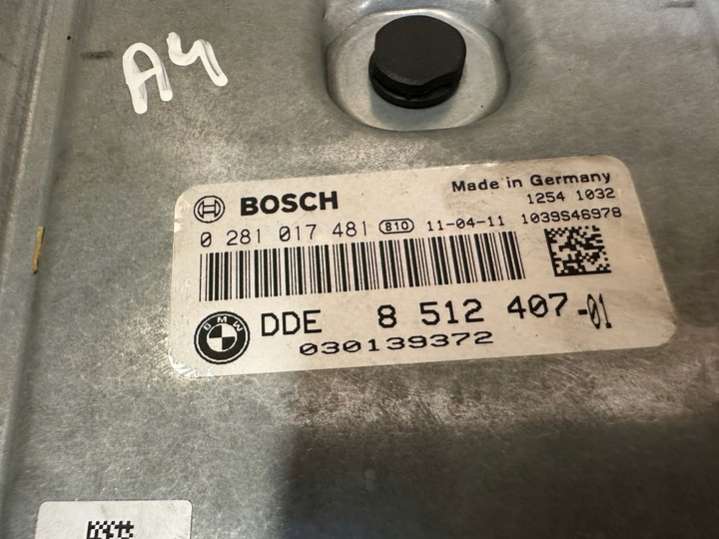 A4
BOSCH
Made in Germany
1254 1032
0 281 017 481 810 11-04-11 1039S46978
BMW
DDE 8 512 407-01
030139372